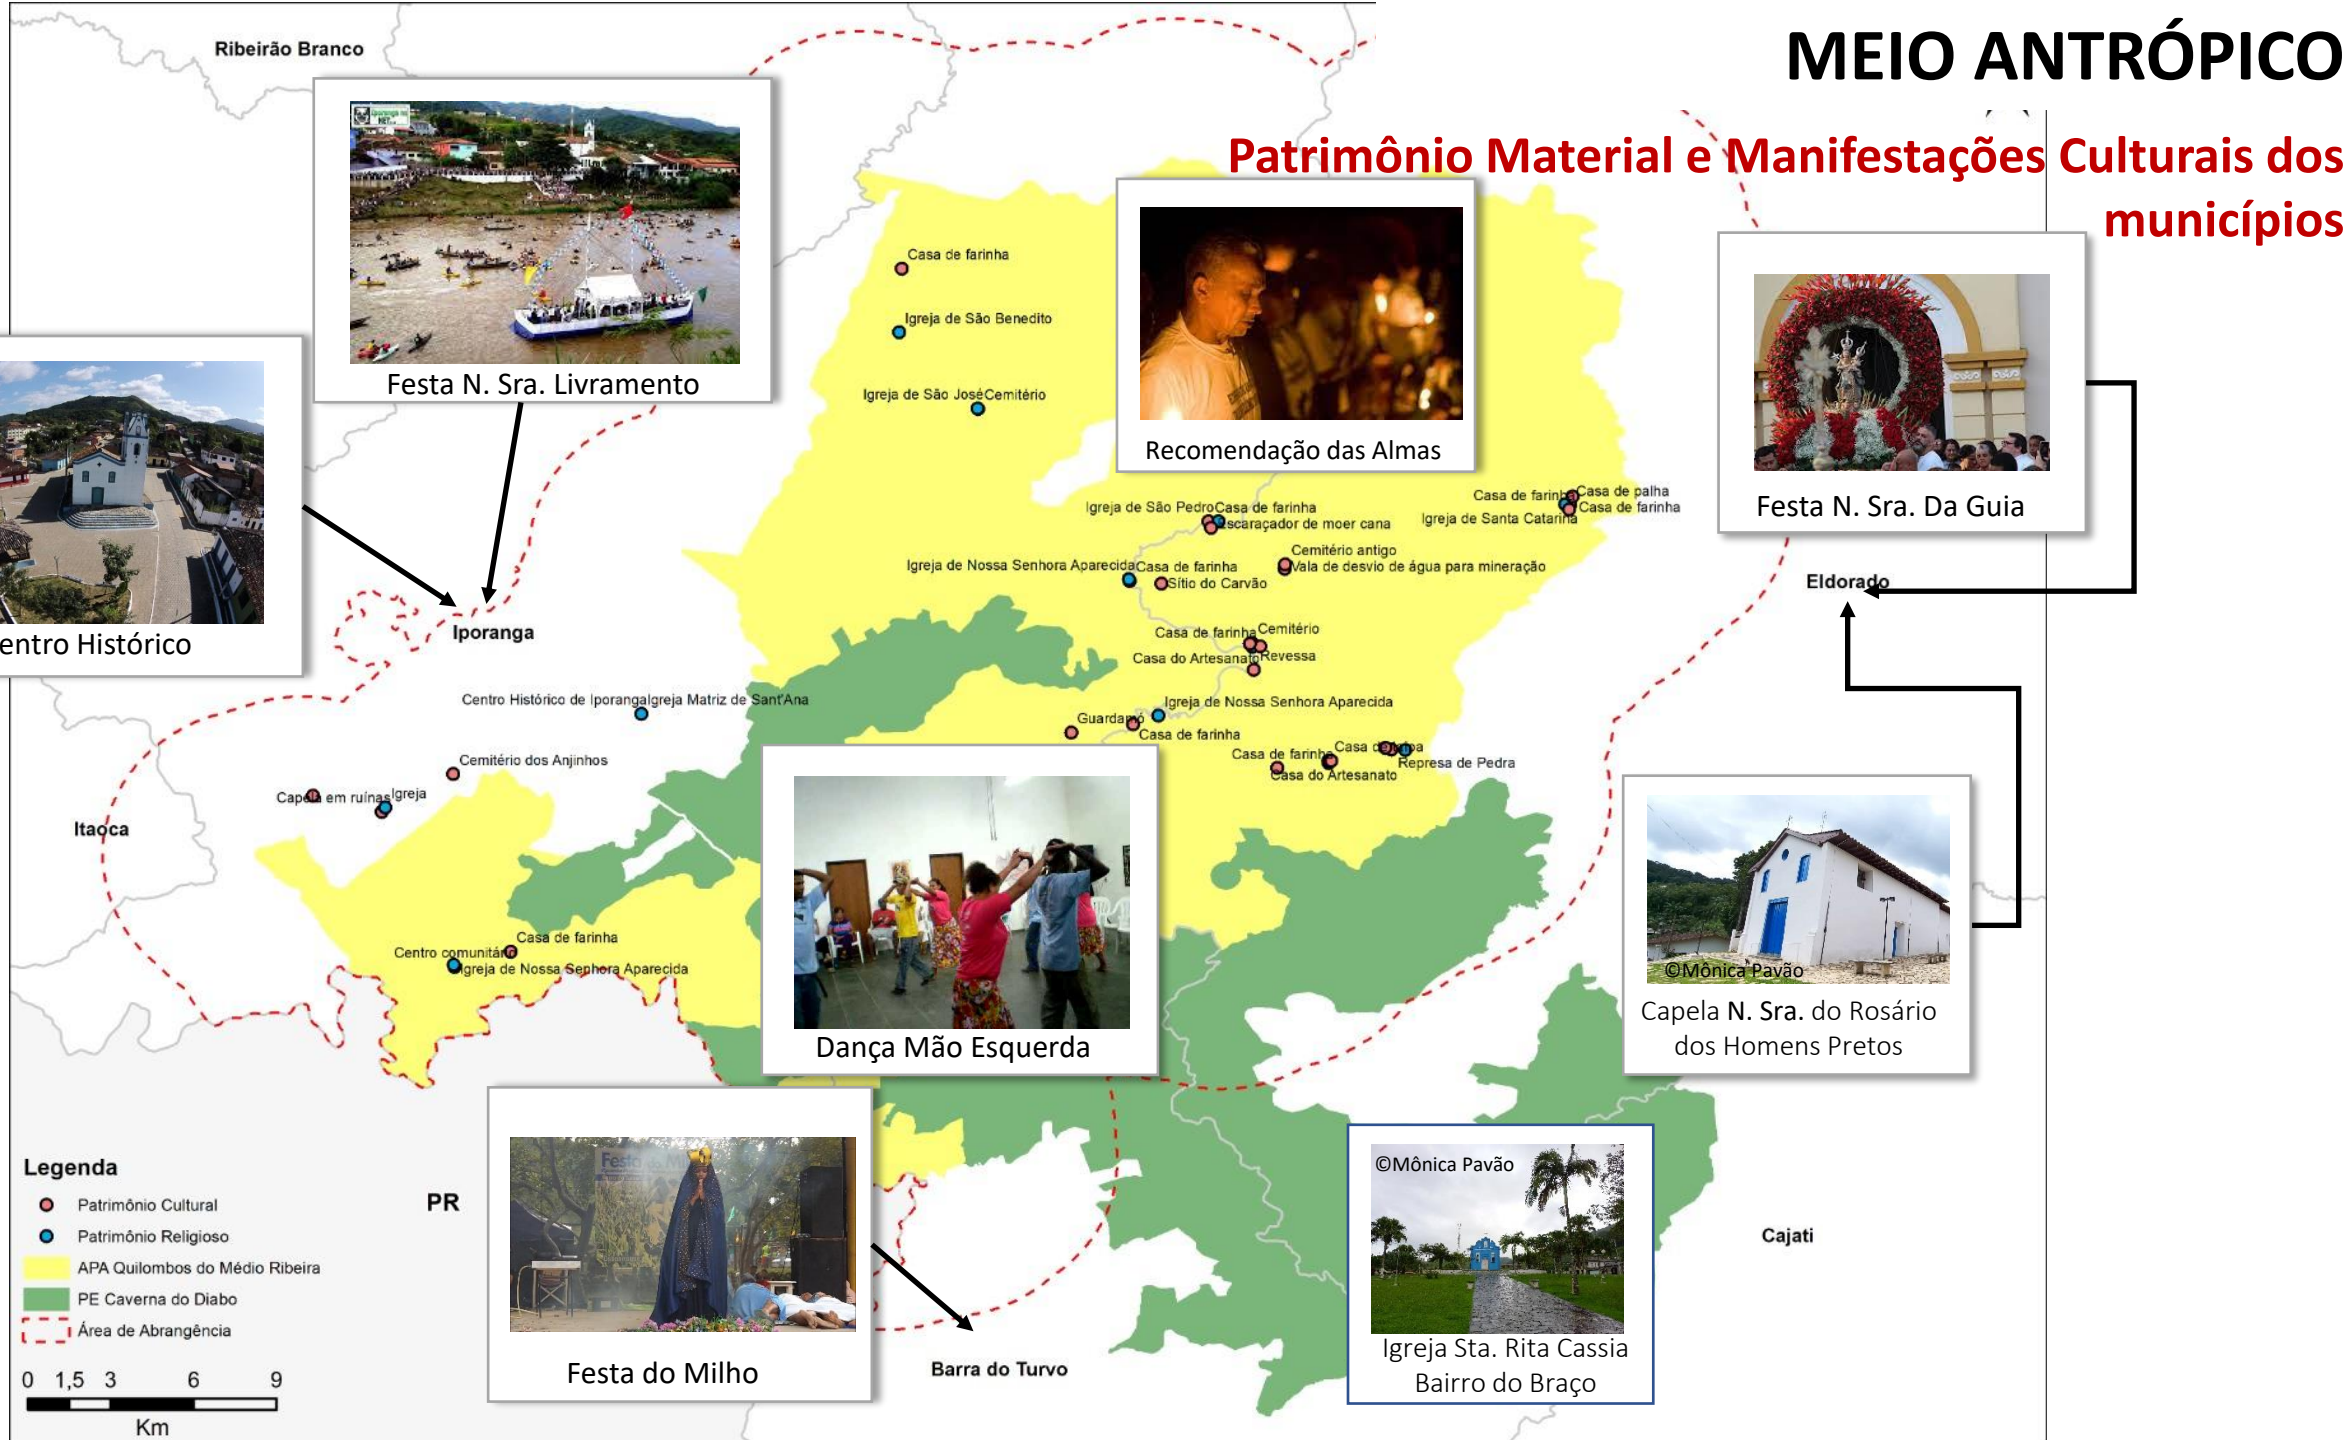 MEIO ANTRÓPICO
Patrimônio Material e Manifestações Culturais dos
municípios
Ribeirão Branco
Festa N. Sra. Livramento
Casa de farinha
Igreja de São Benedito
Igreja de São José Cemitério
Recomendação das Almas
Festa N. Sra. Da Guia
entro Histórico
Iporanga
Igreja de São Pedro Casa de farinha
Escaraçador de moer cana
Casa de farinha Casa de palha
Casa de farinha
Igreja de Santa Catarina
Cemitério antigo
Vala de desvio de água para mineração
Igreja de Nossa Senhora Aparecida Casa de farinha
Sítio do Carvão
Eldorado
Casa de farinha Cemitério
Casa do Artesanato Revessa
Centro Histórico de Iporanga Igreja Matriz de Sant'Ana
Igreja de Nossa Senhora Aparecida
Guardamó
Casa de farinha
Casa de farinha Casa de
Represa de Pedra
Casa do Artesanato
Cemitério dos Anjinhos
Capela em ruínas Igreja
Itaoca
Casa de farinha
Centro comunitário
Igreja de Nossa Senhora Aparecida
Dança Mão Esquerda
©Mônica Pavão
Capela N. Sra. do Rosário
dos Homens Pretos
Festa do Milho
Barra do Turvo
©Mônica Pavão
Igreja Sta. Rita Cassia
Bairro do Braço
Cajati
PR
Legenda
Patrimônio Cultural
Patrimônio Religioso
APA Quilombos do Médio Ribeira
PE Caverna do Diabo
Área de Abrangência
0 1,5 3 6 9
Km